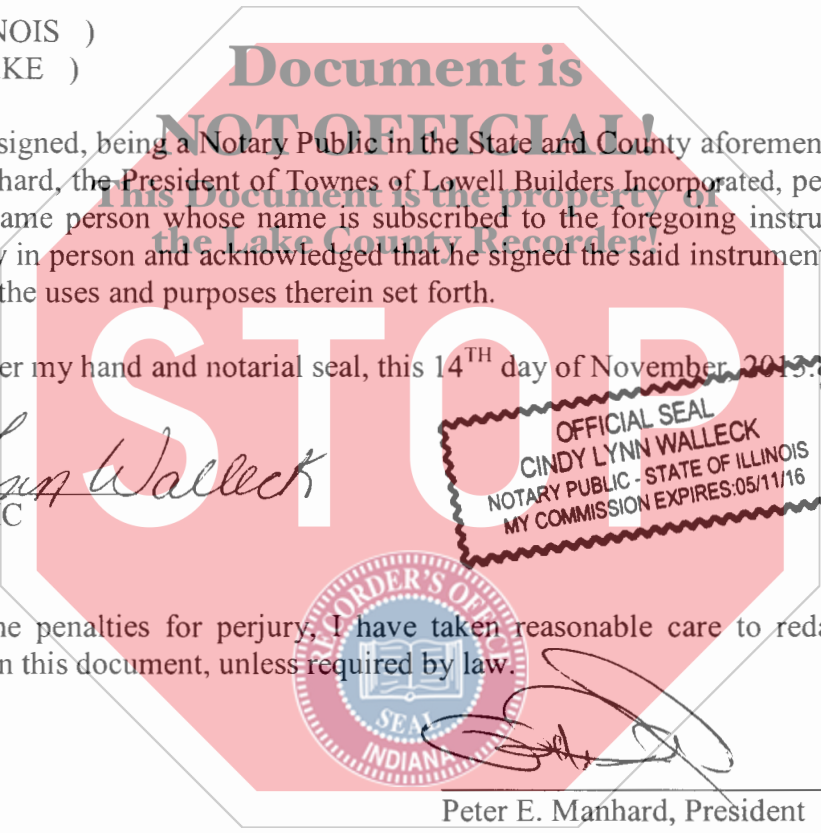 NOIS )
KE )
Document is
NOT OFFICIAL!
signed, being a Notary Public in the State and County aforemen
hard, the President of Townes of Lowell Builders Incorporated, pe
This Document is the property of
ame person whose name is subscribed to the foregoing instru
the Lake County Recorder!
y in person and acknowledged that he signed the said instrument
the uses and purposes therein set forth.
STOP
er my hand and notarial seal, this 14TH day of November, 2013.
OFFICIAL SEAL
CINDY LYNN WALLECK
NOTARY PUBLIC - STATE OF ILLINOIS
MY COMMISSION EXPIRES:05/11/16
Walleck
C
RECORDER'S OFFICE
SEAL
INDIANA
he penalties for perjury, I have taken reasonable care to reda
n this document, unless required by law.
Peter E. Manhard, President